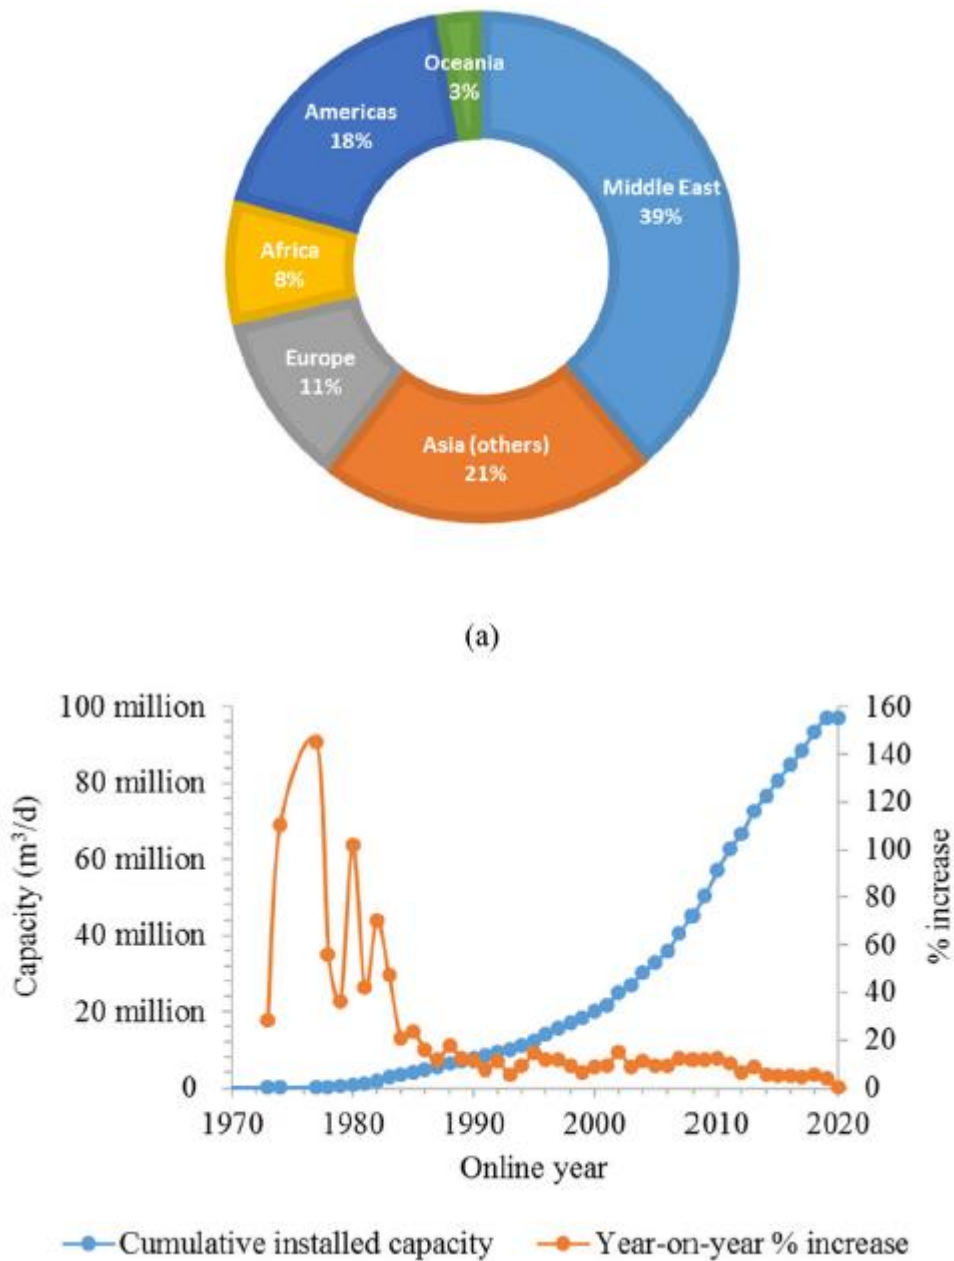 Oceania
3%
Americas
18%
Middle East
39%
Africa
8%
Europe
11%
Asia (others)
21%
(a)
100 million
80 million
60 million
40 million
20 million
0
Capacity (m³/d)
160
140
120
100
80
60
40
20
0
% increase
1970
1980
1990
2000
2010
2020
Online year
Cumulative installed capacity
Year-on-year % increase